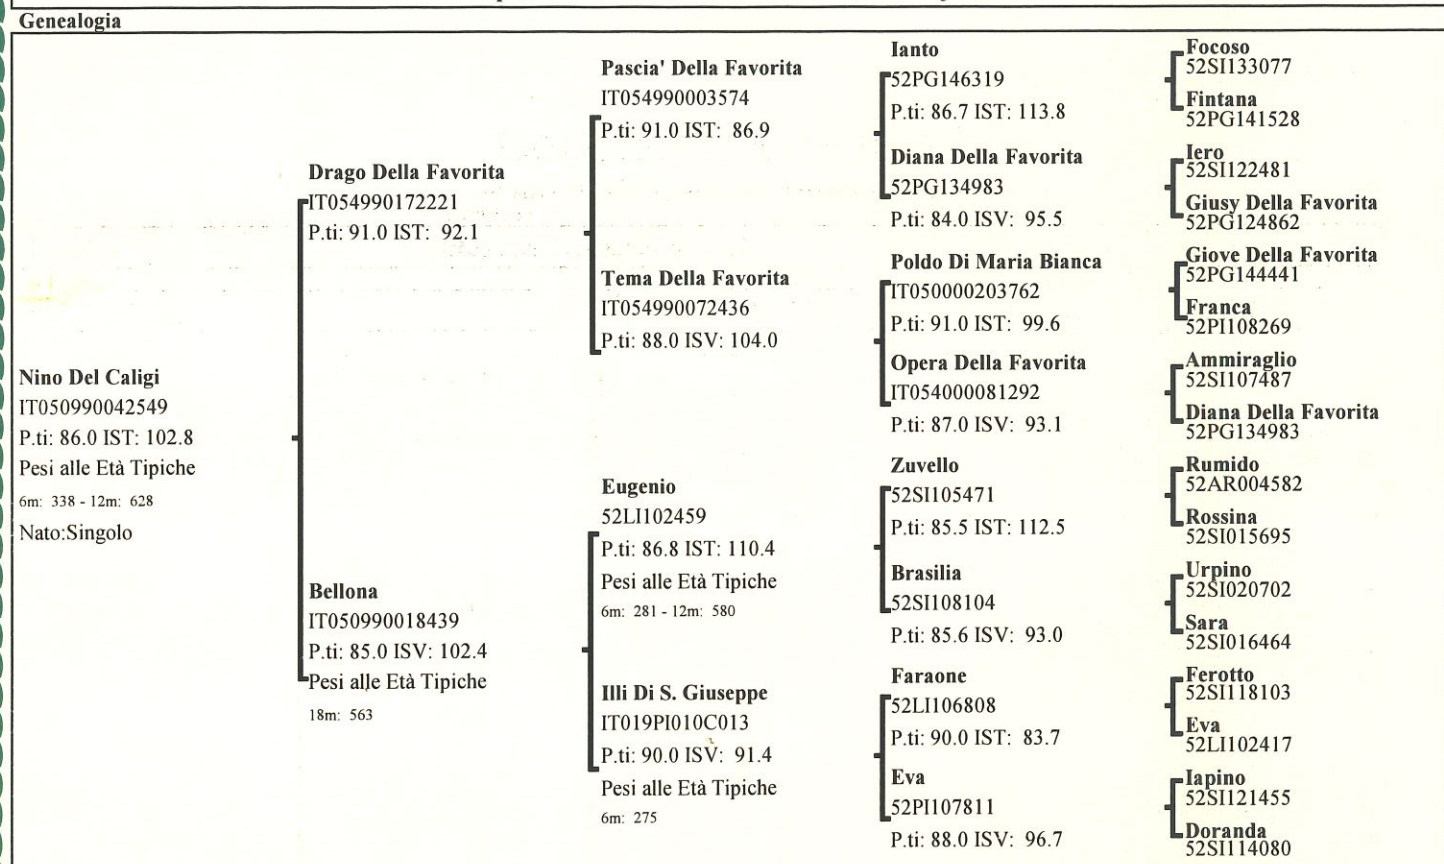 Genealogia
Nino Del Caligi
IT050990042549
P.ti: 86.0 IST: 102.8
Pesi alle Età Tipiche
6m: 338 - 12m: 628
Nato:Singolo
Drago Della Favorita
IT054990172221
P.ti: 91.0 IST: 92.1
Bellona
IT050990018439
P.ti: 85.0 ISV: 102.4
Pesi alle Età Tipiche
18m: 563
Pascia' Della Favorita
IT054990003574
P.ti: 91.0 IST: 86.9
Tema Della Favorita
IT054990072436
P.ti: 88.0 ISV: 104.0
Eugenio
52LI102459
P.ti: 86.8 IST: 110.4
Pesi alle Età Tipiche
6m: 281 - 12m: 580
Illi Di S. Giuseppe
IT019PI010C013
P.ti: 90.0 ISV: 91.4
Pesi alle Età Tipiche
6m: 275
Ianto
52PG146319
P.ti: 86.7 IST: 113.8
Diana Della Favorita
52PG134983
P.ti: 84.0 ISV: 95.5
Poldo Di Maria Bianca
IT050000203762
P.ti: 91.0 IST: 99.6
Opera Della Favorita
IT054000081292
P.ti: 87.0 ISV: 93.1
Zuvello
52SI105471
P.ti: 85.5 IST: 112.5
Brasilia
52SI108104
P.ti: 85.6 ISV: 93.0
Faraone
52LI106808
P.ti: 90.0 IST: 83.7
Eva
52PI107811
P.ti: 88.0 ISV: 96.7
Focoso
52SI133077
Fintana
52PG141528
Iero
52SI122481
Giusy Della Favorita
52PG124862
Giove Della Favorita
52PG144441
Franca
52PI108269
Ammiraglio
52SI107487
Diana Della Favorita
52PG134983
Rumido
52AR004582
Rossina
52SI015695
Urpino
52SI020702
Sara
52SI016464
Ferotto
52SI118103
Eva
52LI102417
Iapino
52SI121455
Doranda
52SI114080